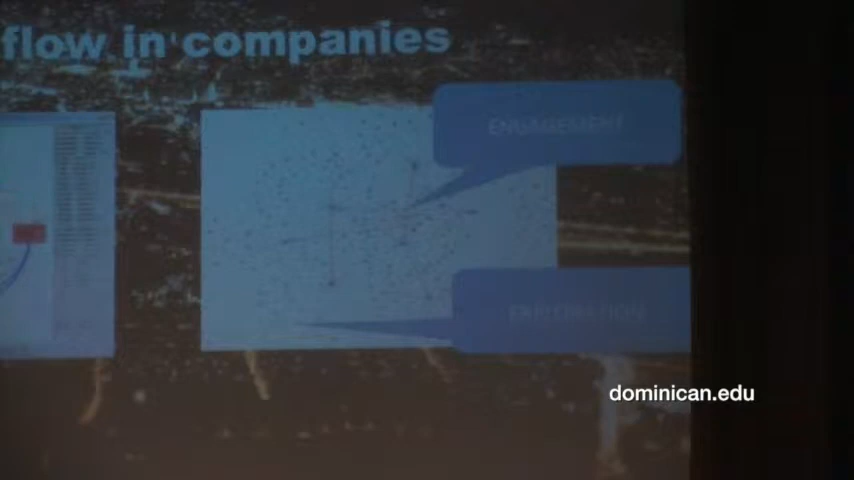 flow in companies
ENGAGEMENT
EXPLORATION
dominican.edu